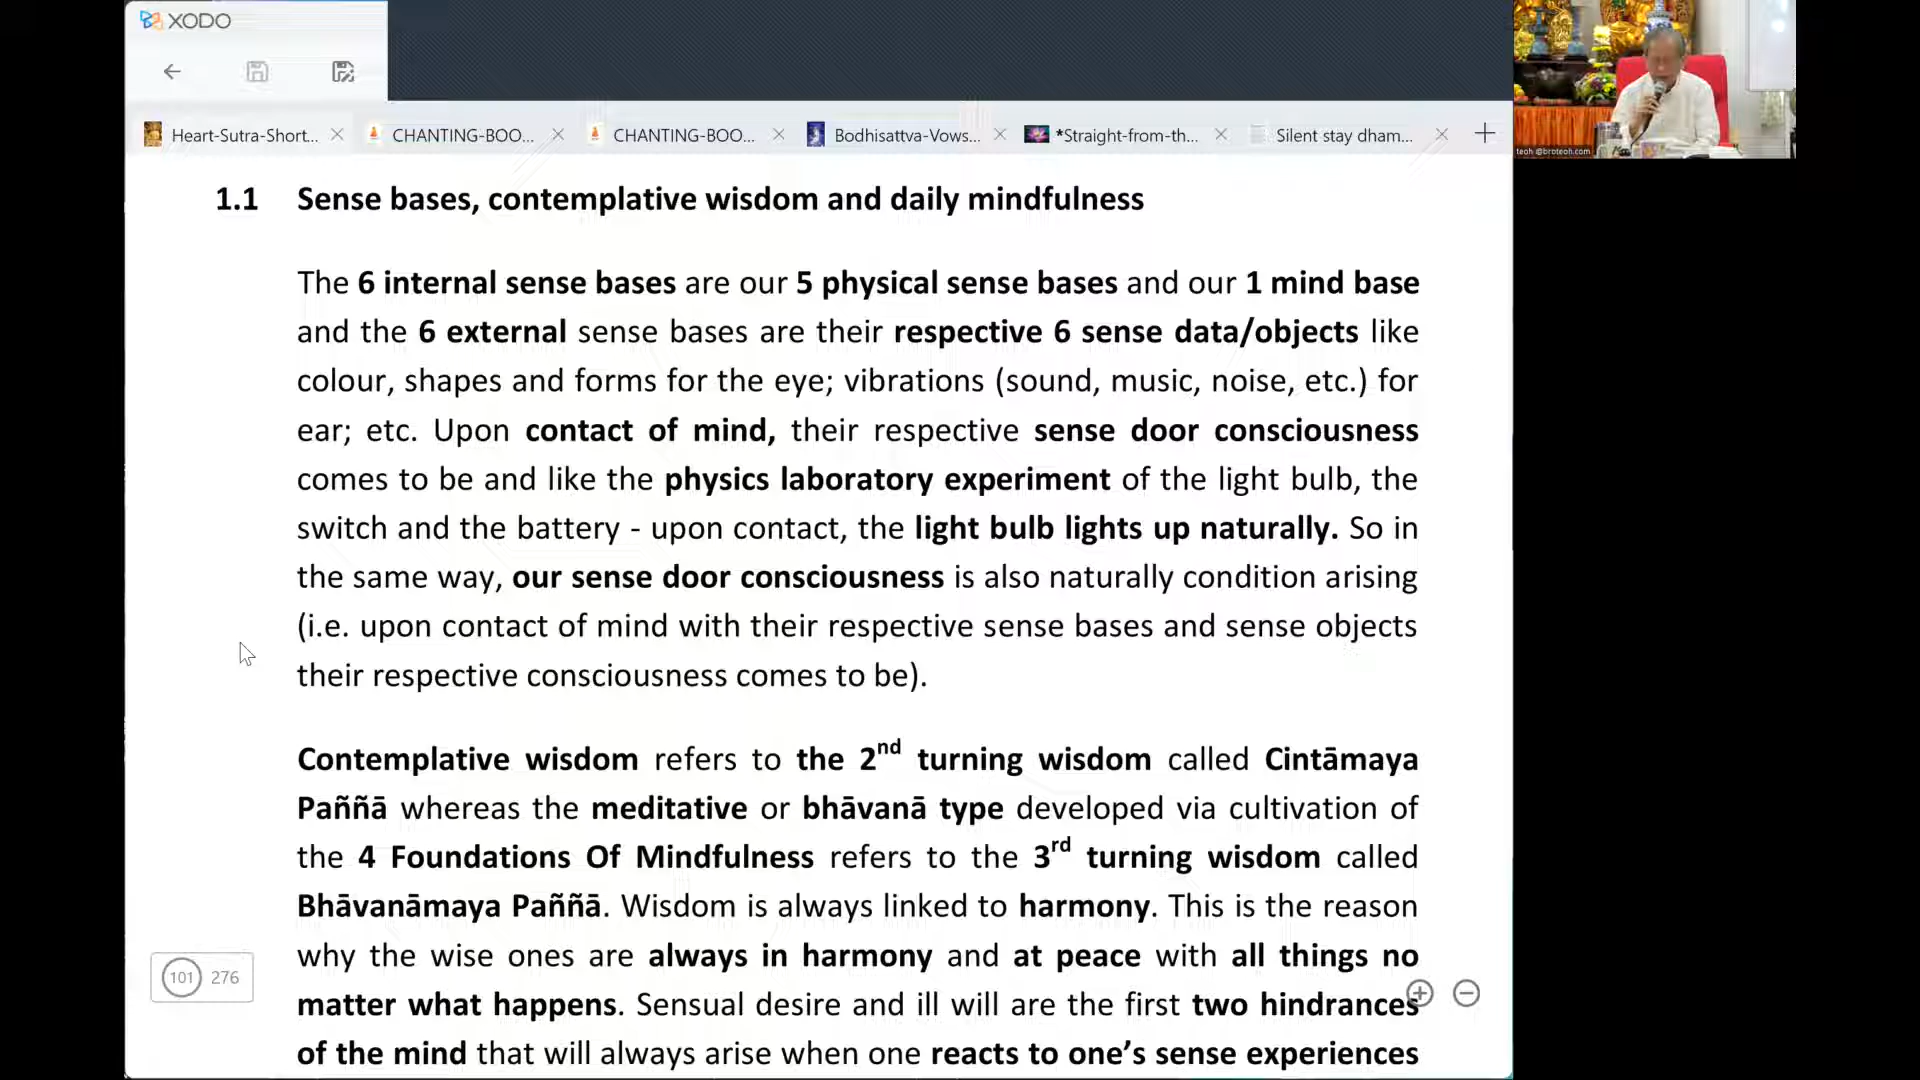 XODO
Heart-Sutra-Short...
CHANTING-BOO...
CHANTING-BOO...
Bodhisattva-Vows...
*Straight-from-th...
Silent stay dham...
teoh @broteoh.com
1.1 Sense bases, contemplative wisdom and daily mindfulness
The 6 internal sense bases are our 5 physical sense bases and our 1 mind base
and the 6 external sense bases are their respective 6 sense data/objects like
colour, shapes and forms for the eye; vibrations (sound, music, noise, etc.) for
ear; etc. Upon contact of mind, their respective sense door consciousness
comes to be and like the physics laboratory experiment of the light bulb, the
switch and the battery - upon contact, the light bulb lights up naturally. So in
the same way, our sense door consciousness is also naturally condition arising
(i.e. upon contact of mind with their respective sense bases and sense objects
their respective consciousness comes to be).
Contemplative wisdom refers to the 2nd turning wisdom called Cintāmaya
Paññā whereas the meditative or bhāvanā type developed via cultivation of
the 4 Foundations Of Mindfulness refers to the 3rd turning wisdom called
Bhāvanāmaya Paññā. Wisdom is always linked to harmony. This is the reason
why the wise ones are always in harmony and at peace with all things no
matter what happens. Sensual desire and ill will are the first two hindrances
of the mind that will always arise when one reacts to one's sense experiences
101 276